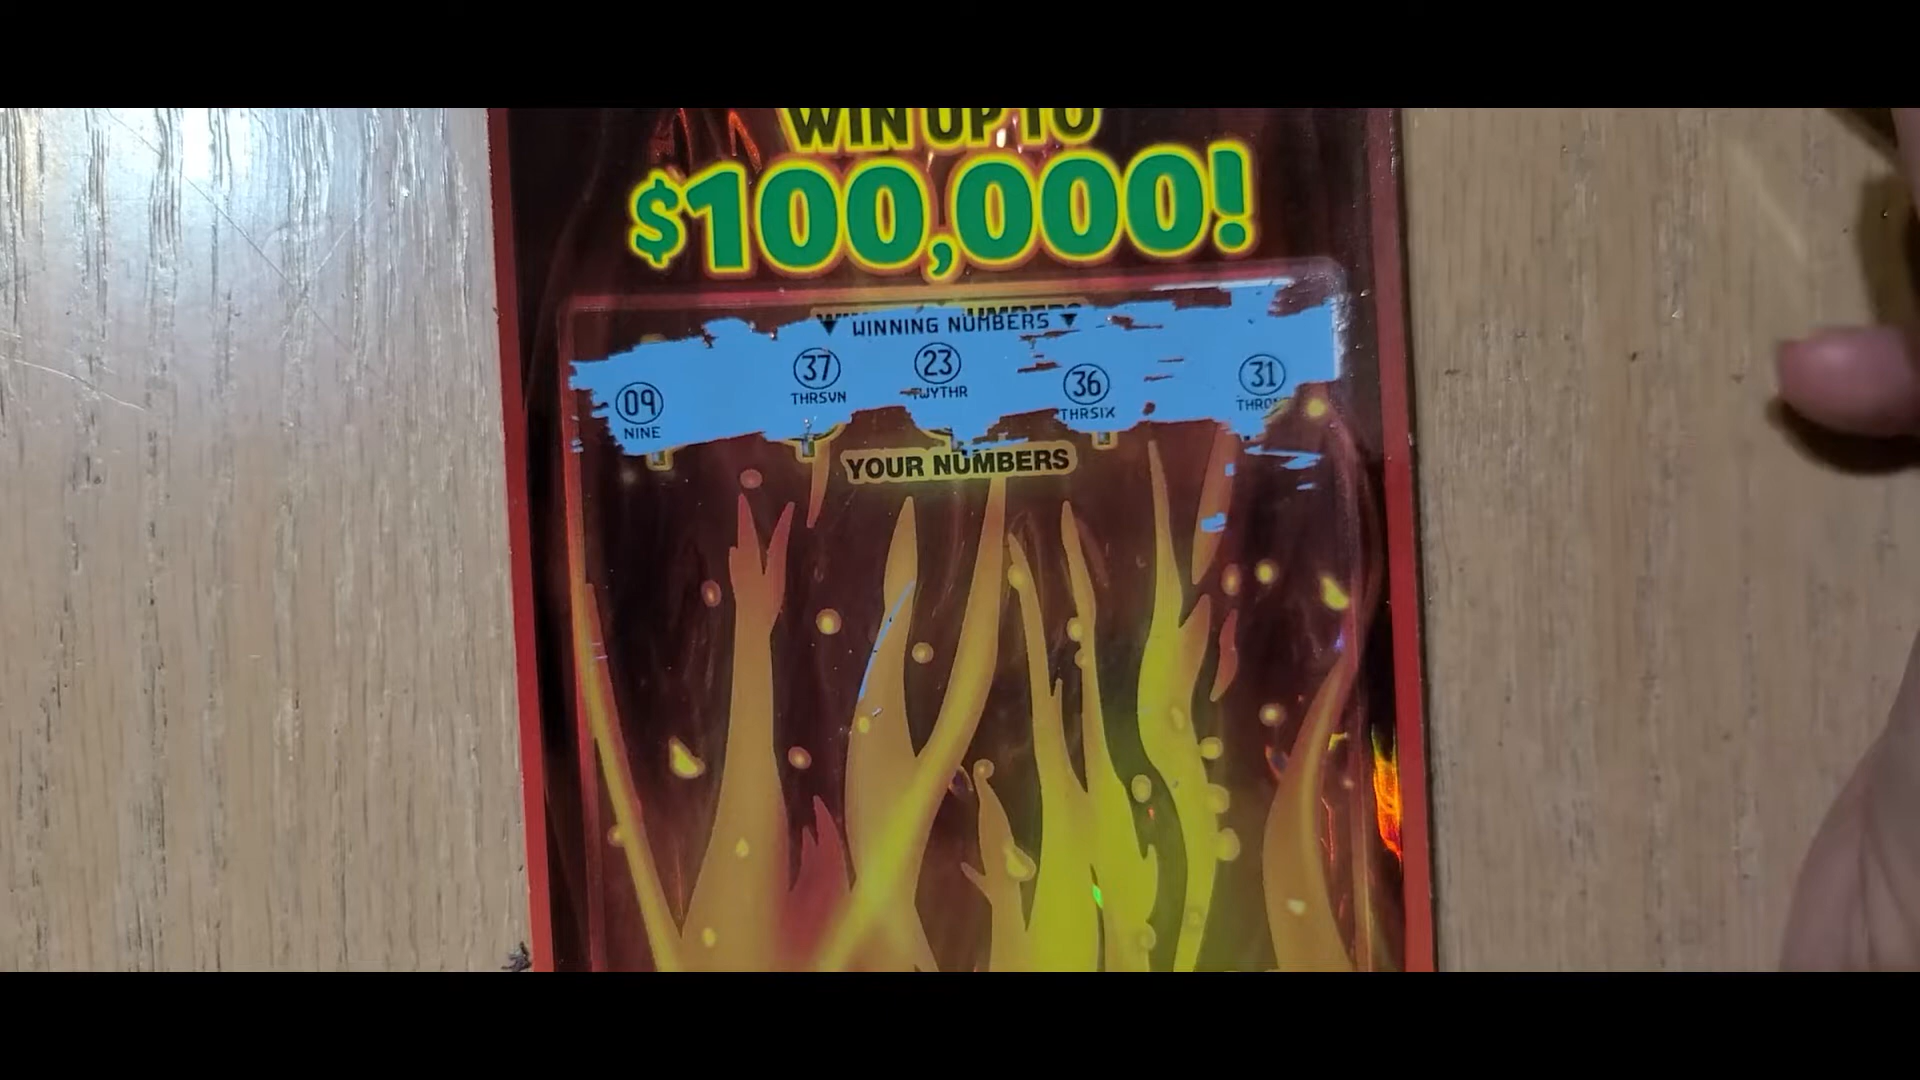 WIN UP TO
$100,000!
WINNING NUMBERS
09 37 23 36 31
NINE THRSVN TWYTHR THRSIX
YOUR NUMBERS